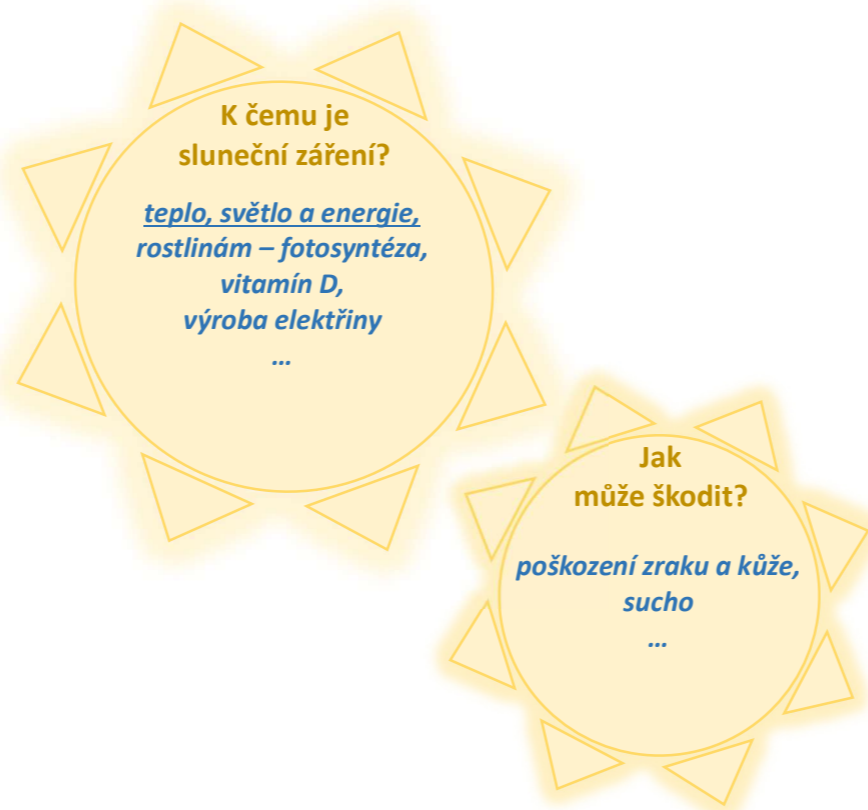 K čemu je
sluneční záření?
teplo, světlo a energie,
rostlinám – fotosyntéza,
vitamín D,
výroba elektřiny
…
Jak
může škodit?
poškození zraku a kůže,
sucho
…